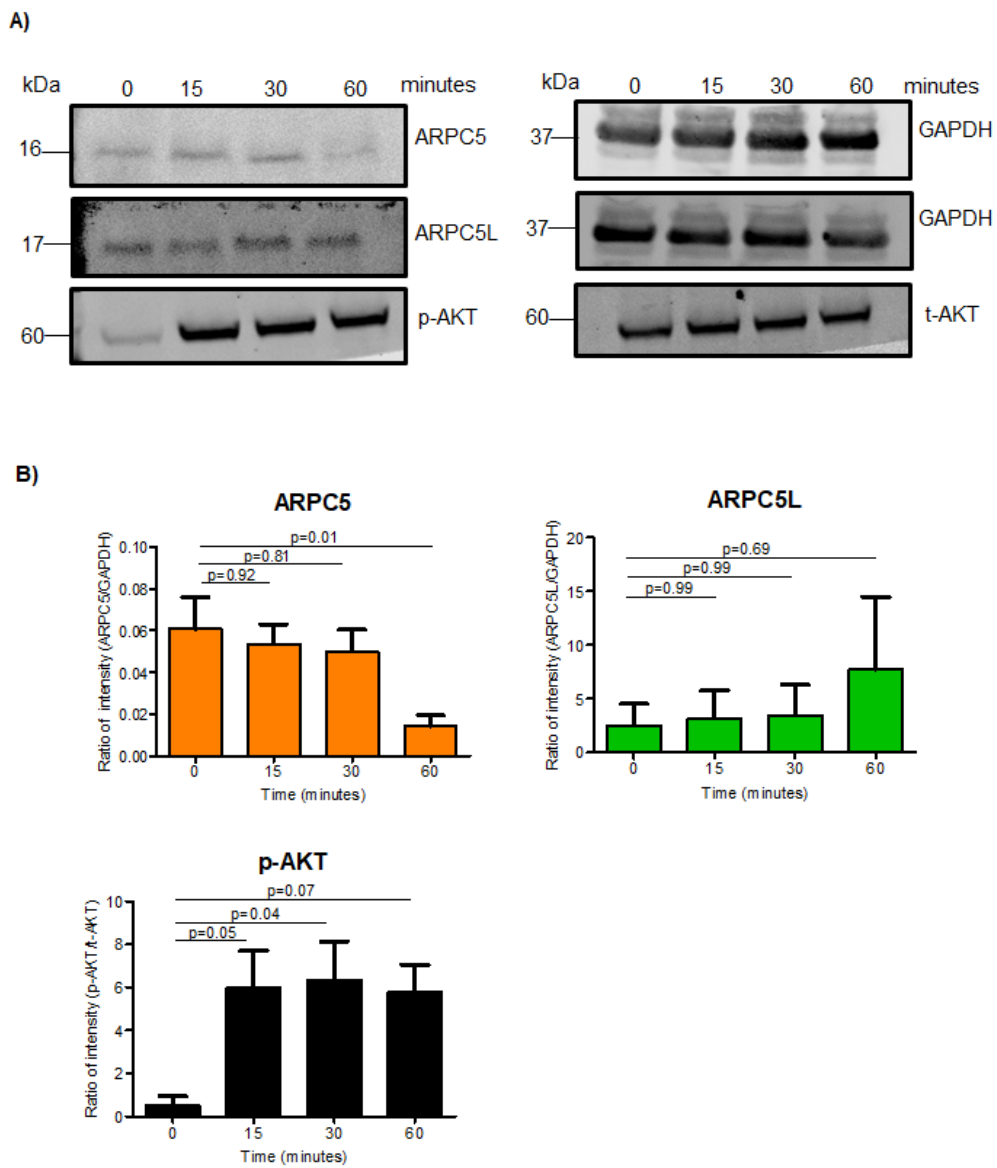 A)
kDa 0 15 30 60 minutes
16 ARPC5
17 ARPC5L
60 p-AKT
0 15 30 60 minutes
37 GAPDH
37 GAPDH
60 t-AKT
B)
ARPC5
Ratio of intensity (ARPC5/GAPDH)
0.10
0.08
0.06
0.04
0.02
0.00
p=0.01
p=0.81
p=0.92
0 15 30 60
Time (minutes)
ARPC5L
Ratio of intensity (ARPC5L/GAPDH)
20
15
10
5
0
p=0.69
p=0.99
p=0.99
0 15 30 60
Time (minutes)
p-AKT
Ratio of intensity (p-AKT/t-AKT)
10
8
6
4
2
0
p=0.07
p=0.04
p=0.05
0 15 30 60
Time (minutes)